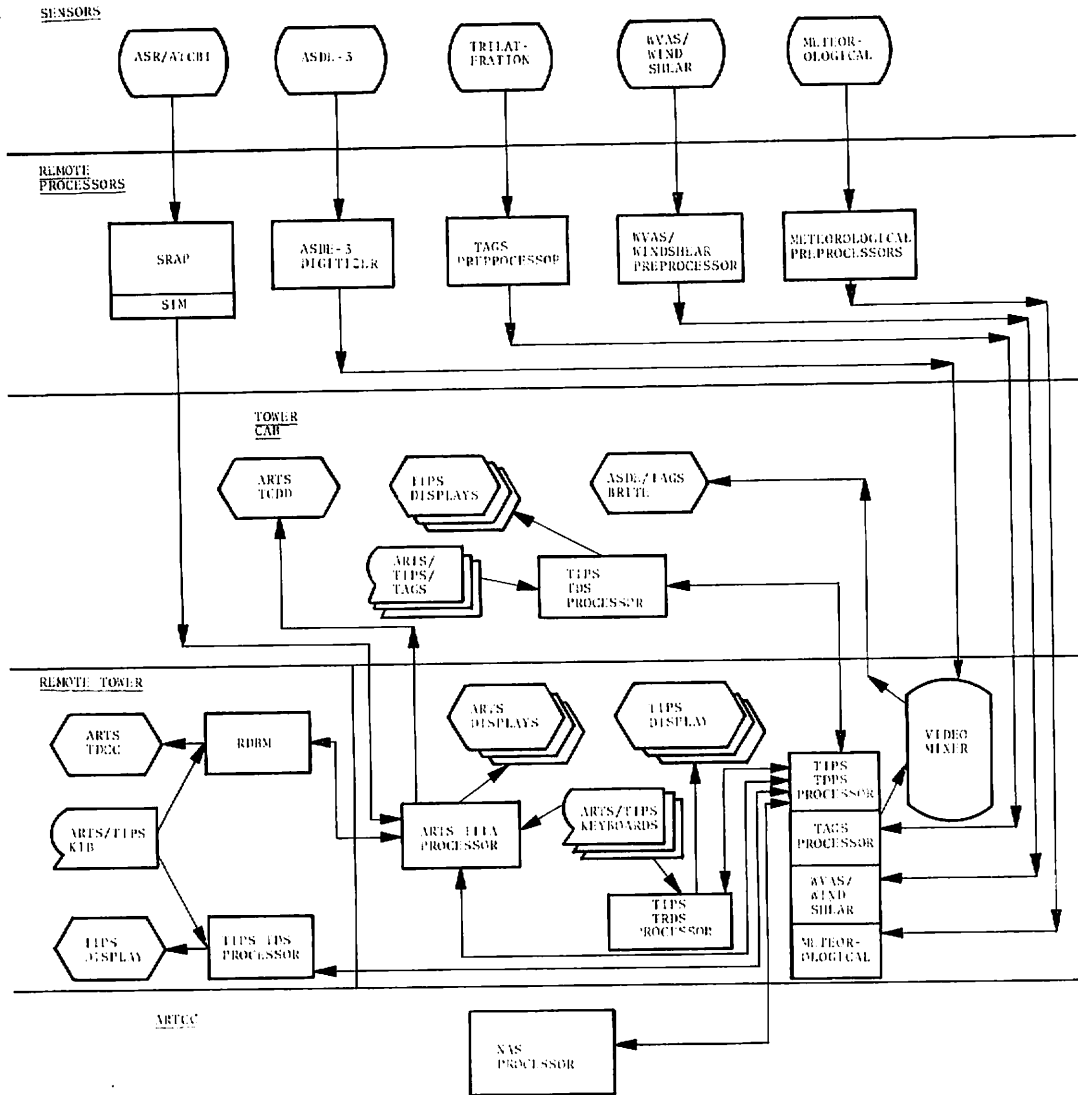 SENSORS
ASR/ATCBI
ASDE-3
TRILAT-
ERATION
WVAS/
WIND
SHEAR
METEOR-
OLOGICAL
REMOTE
PROCESSORS
SRAP
SIM
ASDE-3
DIGITIZER
TAGS
PREPROCESSOR
WVAS/
WINDSHEAR
PREPROCESSOR
METEOROLOGICAL
PREPROCESSORS
TOWER
CAB
ARTS
TCDD
TIPS
DISPLAYS
ASDE/TAGS
BRITE
ARTS/
TIPS/
TAGS
TIPS
TDS
PROCESSOR
REMOTE TOWER
ARTS
RDBM
ARTS/TIPS
KYB
TIPS
DISPLAY
TIPS TDS
PROCESSOR
ARTS
DISPLAYS
TIPS
DISPLAY
ARTS IIIA
PROCESSOR
ARTS/TIPS
KEYBOARDS
TIPS
TRDS
PROCESSOR
TIPS
TDPS
PROCESSOR
TAGS
PROCESSOR
WVAS/
WIND
SHEAR
METEOR-
OLOGICAL
VIDEO
MIXER
ARTCC
NAS
PROCESSOR